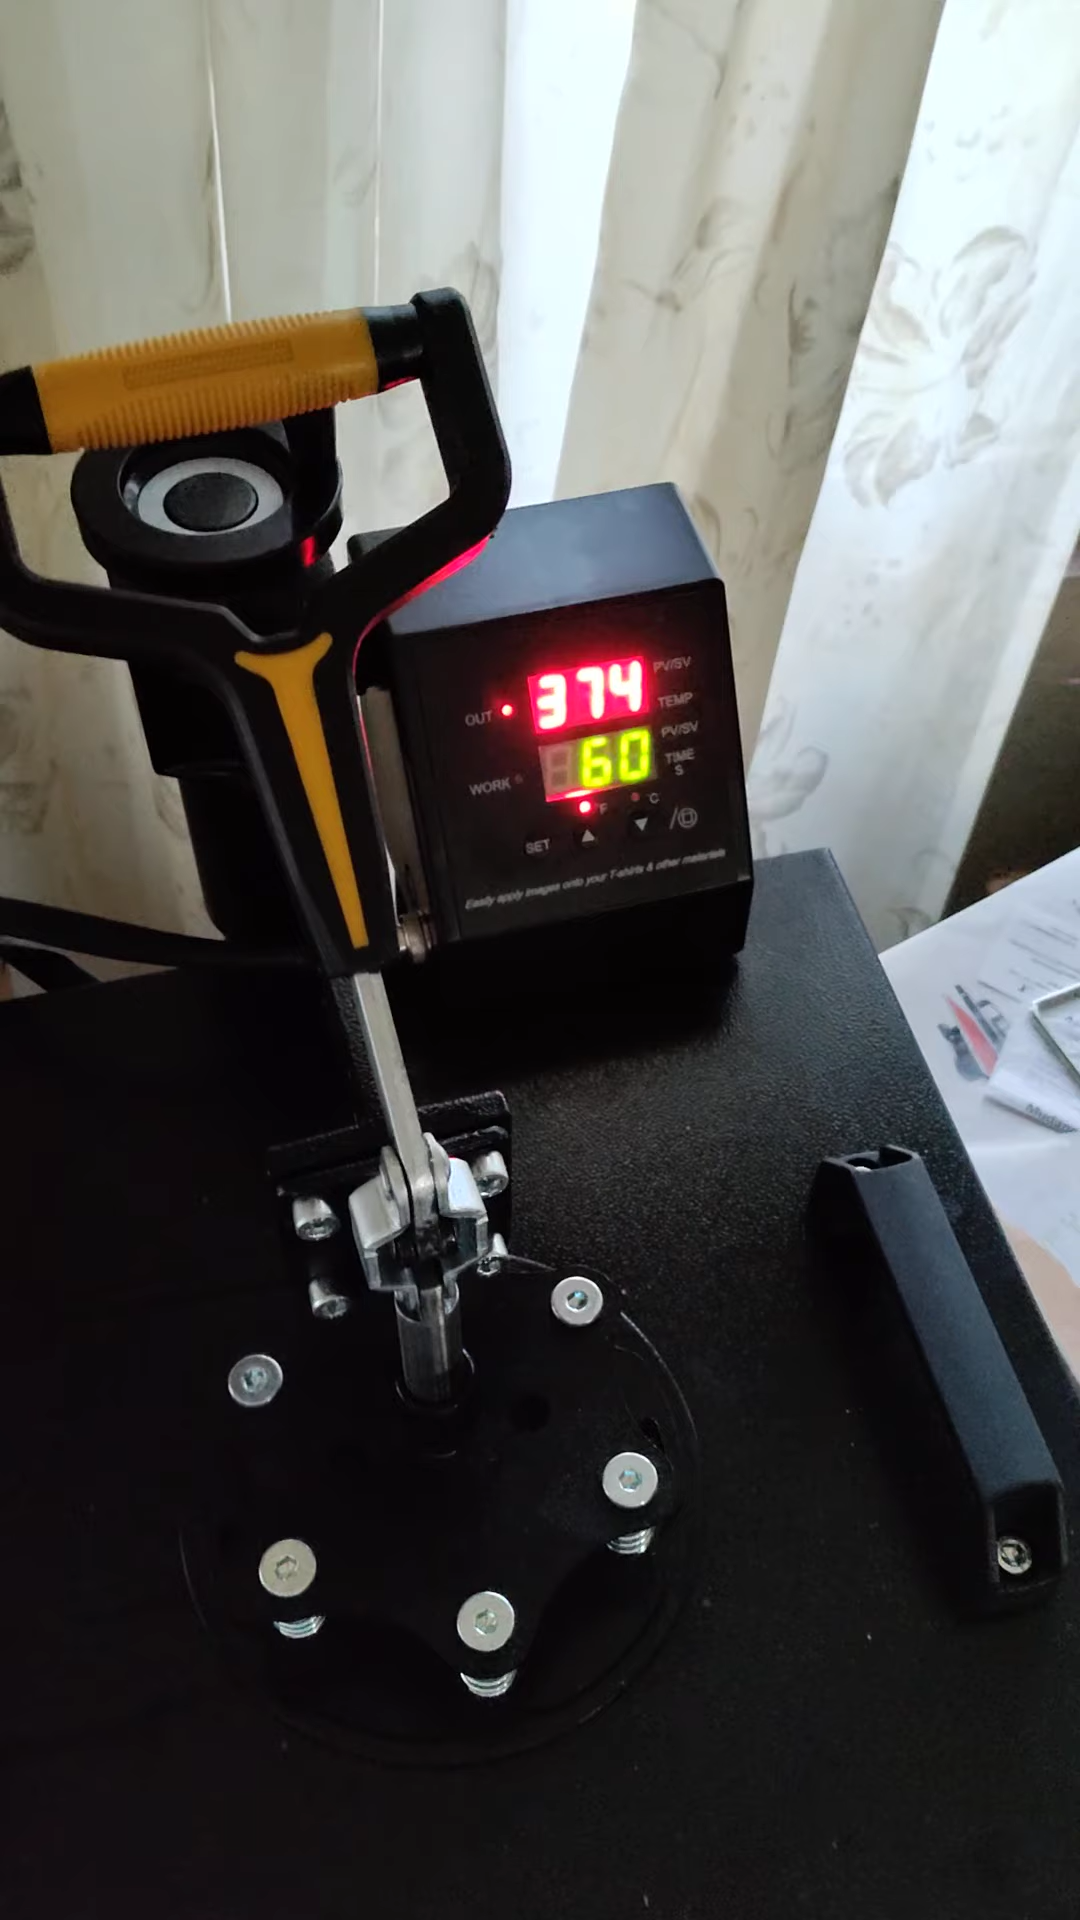 374
PV/SV
OUT
TEMP
60
PV/SV
WORK
TIME
S
°F
°C
SET
▲
▼
Easily apply images onto your T-shirts & other materials